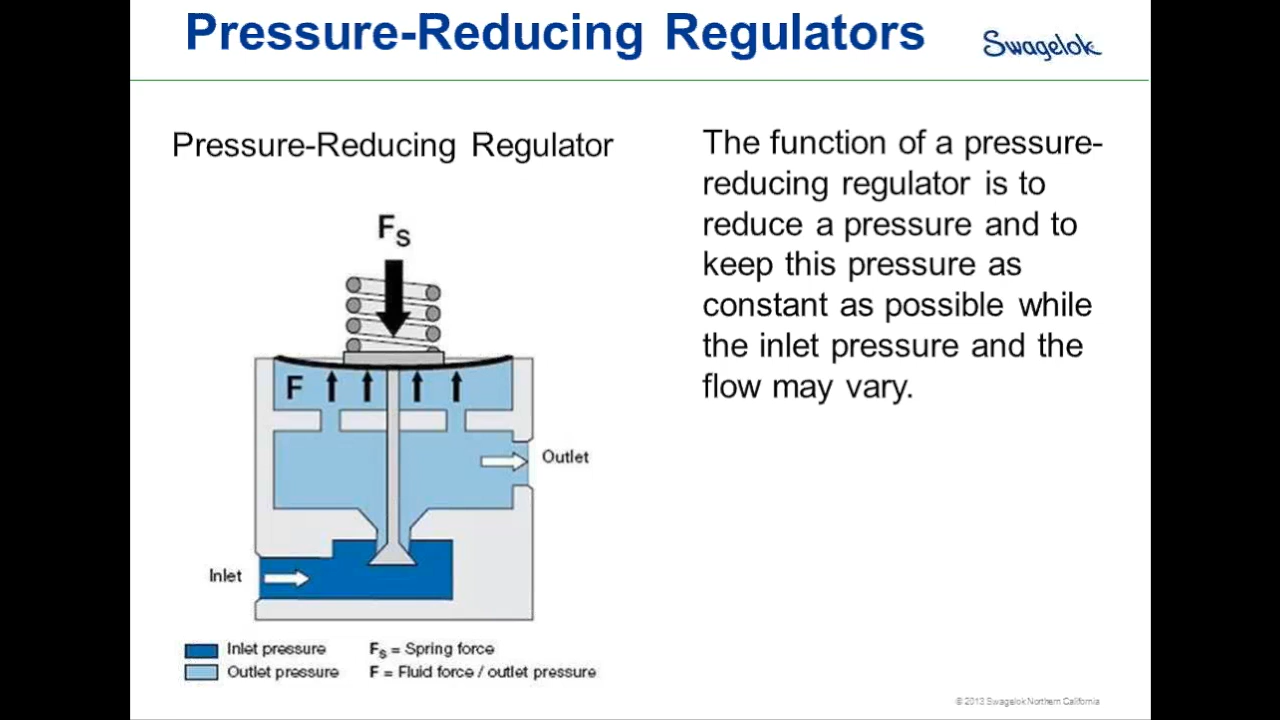 Pressure-Reducing Regulators
Swagelok
Pressure-Reducing Regulator
Fs
F
Outlet
Inlet
Inlet pressure
Outlet pressure
Fs = Spring force
F = Fluid force / outlet pressure
The function of a pressure-
reducing regulator is to
reduce a pressure and to
keep this pressure as
constant as possible while
the inlet pressure and the
flow may vary.
© 2013 Swagelok Northern California